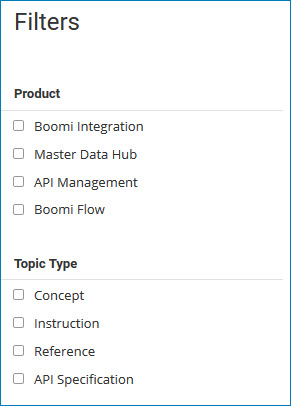 Filters
Product
Boomi Integration
Master Data Hub
API Management
Boomi Flow
Topic Type
Concept
Instruction
Reference
API Specification